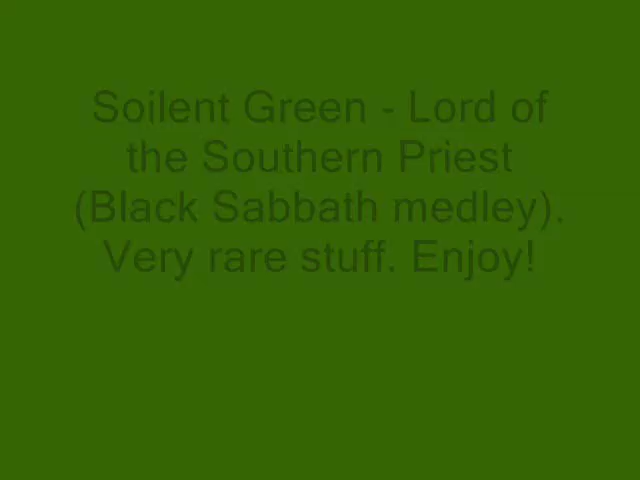 Soilent Green - Lord of
the Southern Priest
(Black Sabbath medley).
Very rare stuff. Enjoy!